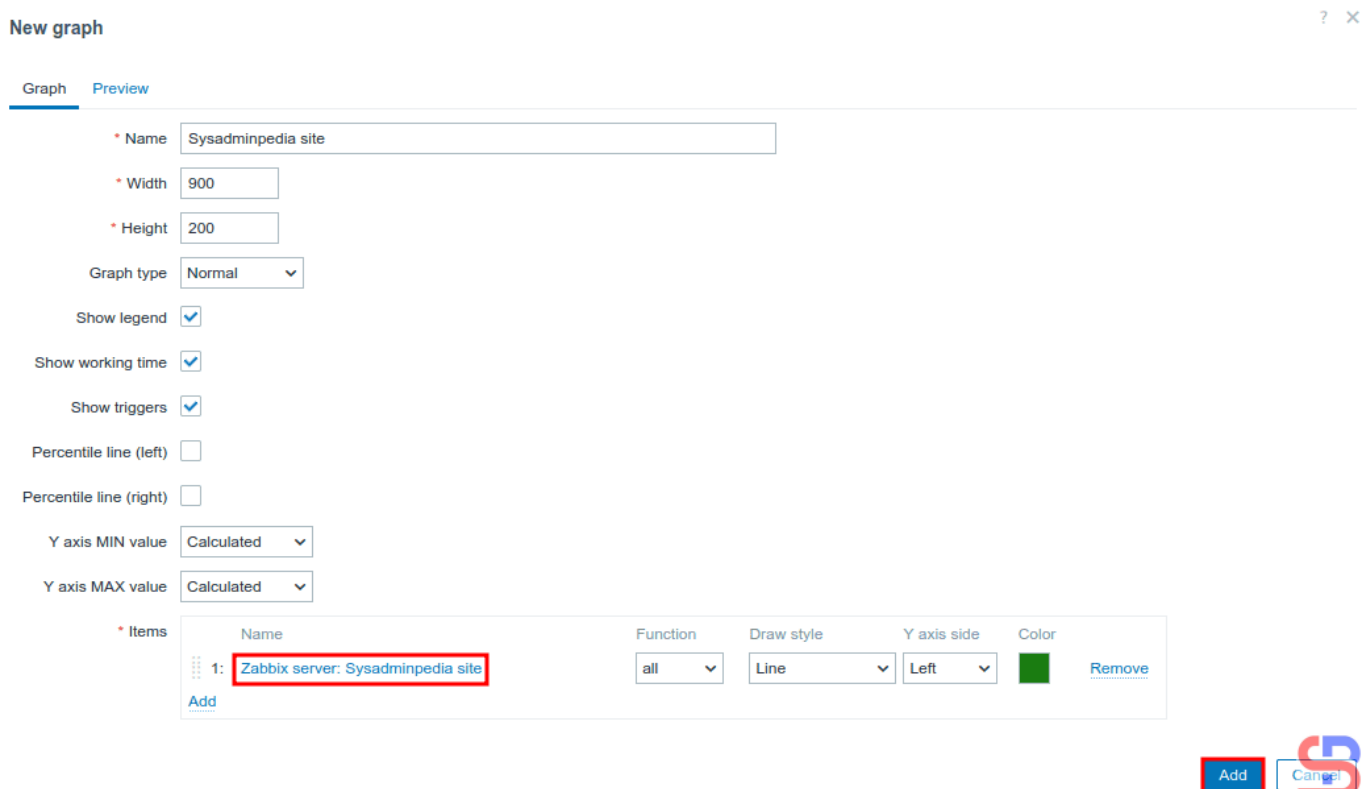 New graph
? ×
Graph Preview
* Name Sysadminpedia site
* Width 900
* Height 200
Graph type Normal
Show legend
Show working time
Show triggers
Percentile line (left)
Percentile line (right)
Y axis MIN value Calculated
Y axis MAX value Calculated
* Items Name Function Draw style Y axis side Color
1: Zabbix server: Sysadminpedia site all Line Left Remove
Add
Add Cancel